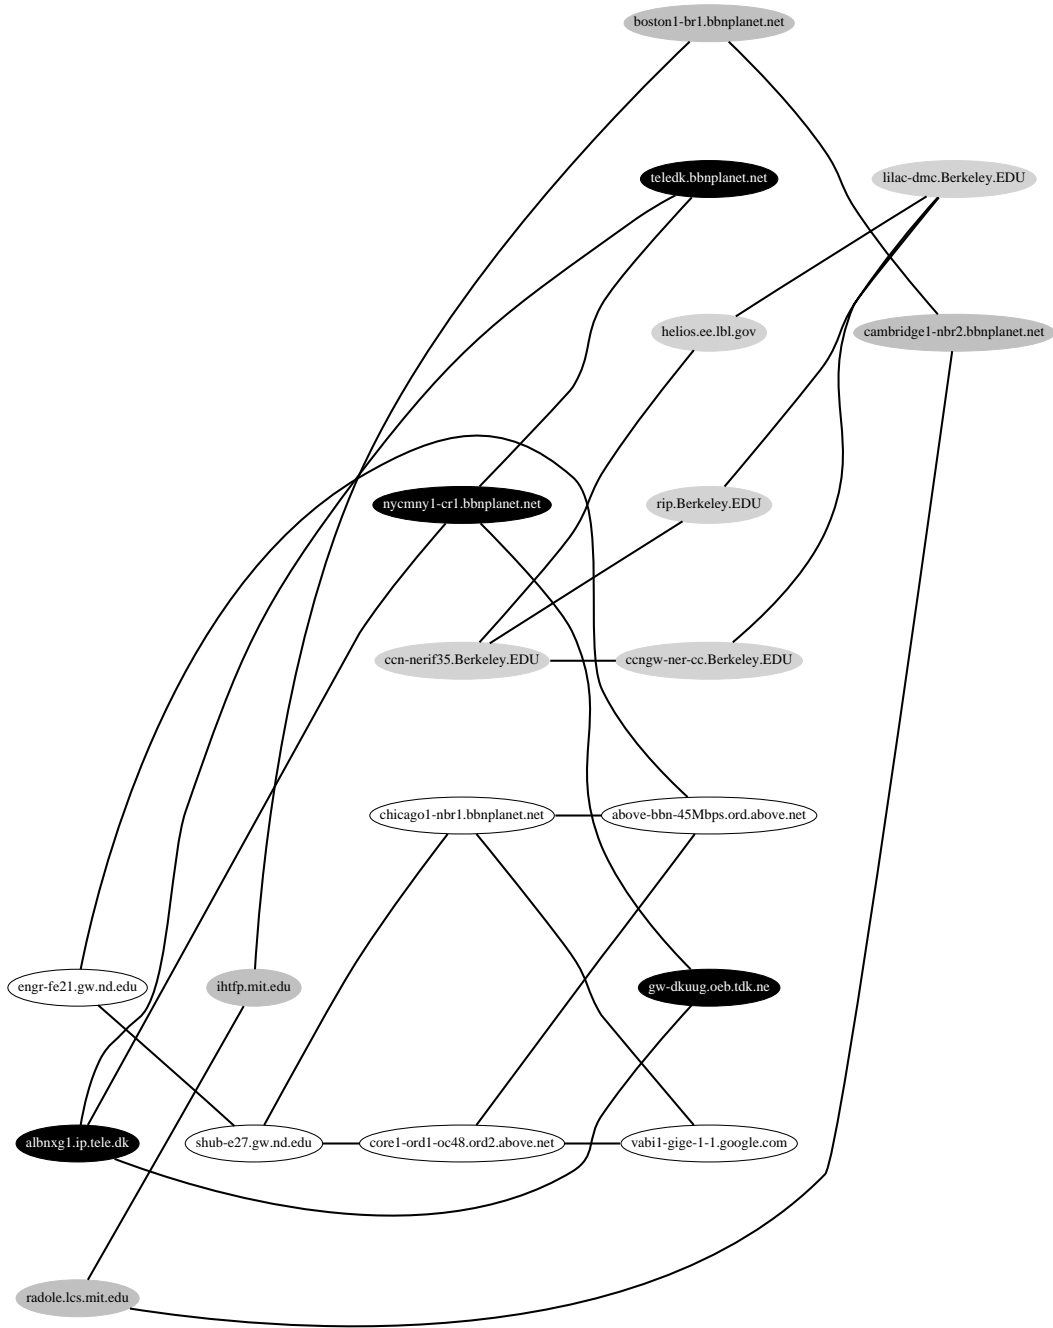 boston1-br1.bbnplanet.net
teledk.bbnplanet.net
lilac-dmc.Berkeley.EDU
helios.ee.lbl.gov
cambridge1-nbr2.bbnplanet.net
nycmny1-cr1.bbnplanet.net
rip.Berkeley.EDU
ccn-nerif35.Berkeley.EDU
ccngw-ner-cc.Berkeley.EDU
chicago1-nbr1.bbnplanet.net
above-bbn-45Mbps.ord.above.net
engr-fe21.gw.nd.edu
ihtfp.mit.edu
gw-dkuug.oeb.tdk.ne
albnxg1.ip.tele.dk
shub-e27.gw.nd.edu
core1-ord1-oc48.ord2.above.net
vabi1-gige-1-1.google.com
radole.lcs.mit.edu